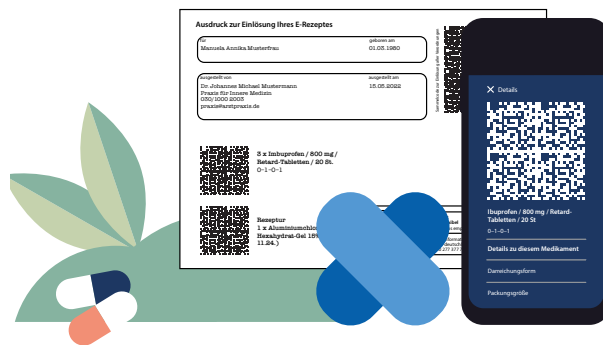 Ausdruck zur Einlösung Ihres E-Rezeptes
für
geboren am
Manuela Annika Musterfrau
01.03.1980
ausgestellt von
ausgestellt am
Dr. Johannes Michael Mustermann
15.05.2022
Praxis für Innere Medizin
030/1000 2003
praxis@arztpraxis.de
3 x Imbuprofen / 800 mg /
Retard-Tabletten / 20 St.
0-1-0-1
Rezeptur
1 x Aluminiumchlo
Hexahydrat-Gel 15%
11.24.)
Details
Ibuprofen / 800 mg / Retard-
Tabletten / 20 St
0-1-0-1
Details zu diesem Medikament
Darreichungsform
Packungsgröße